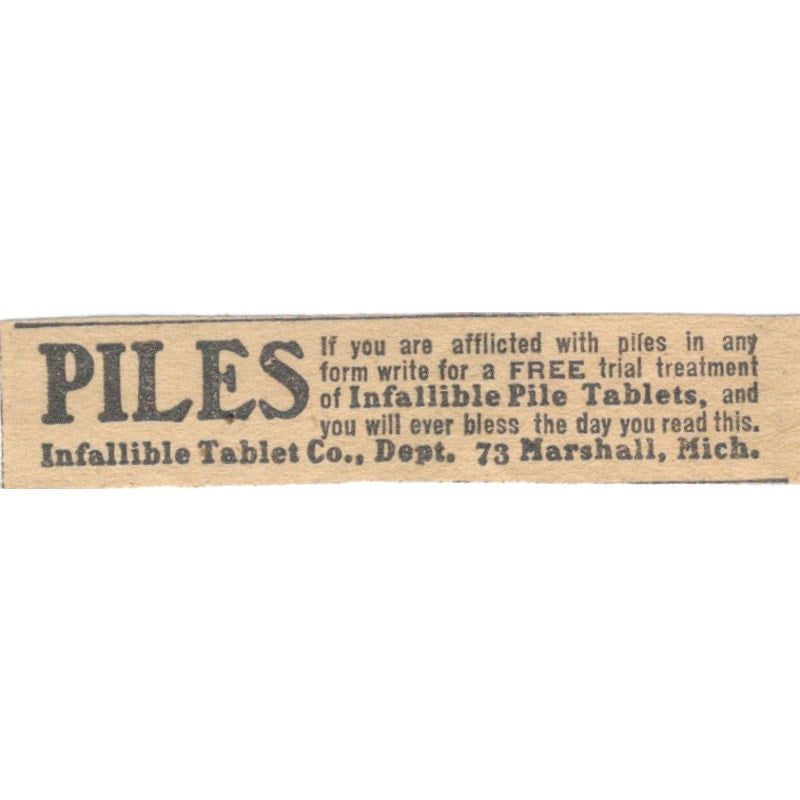 PILES
If you are afflicted with piles in any
form write for a FREE trial treatment
of Infallible Pile Tablets, and
you will ever bless the day you read this.
Infallible Tablet Co., Dept. 73 Marshall, Mich.